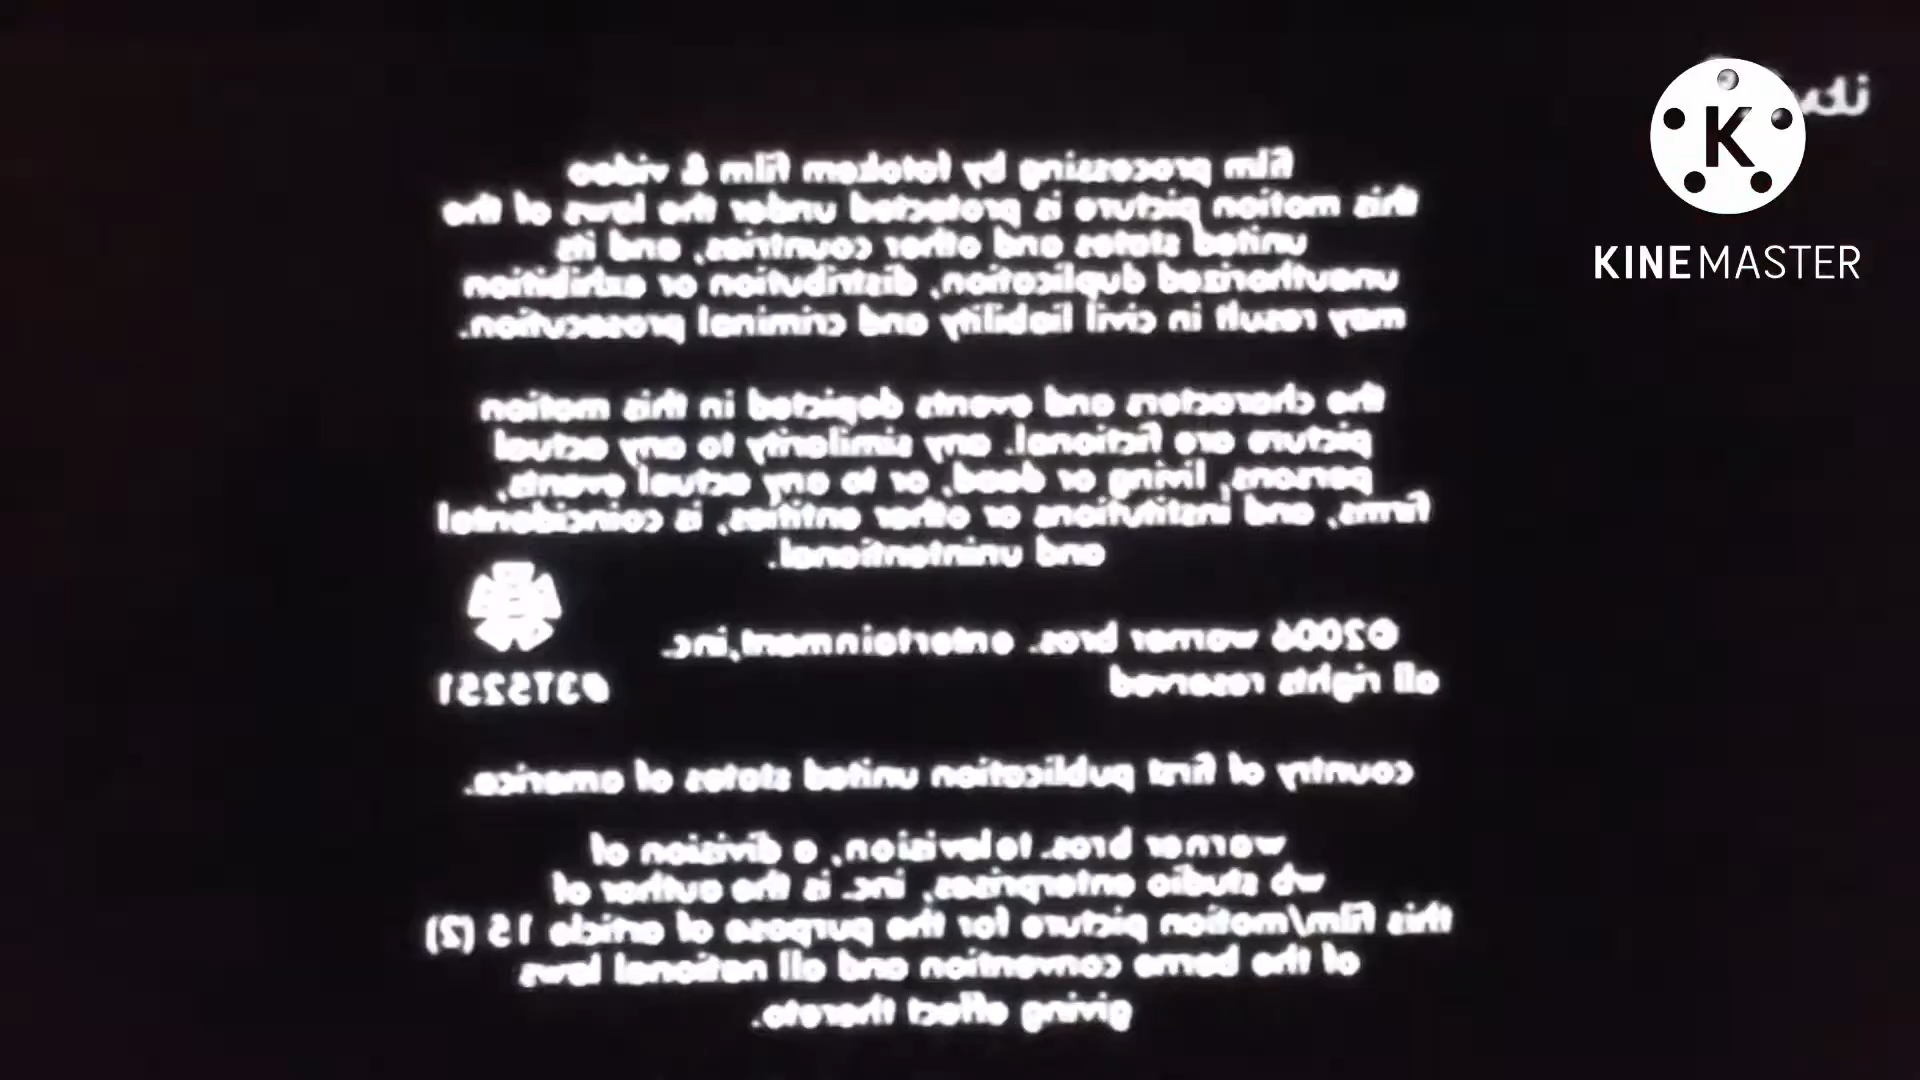 film processing by fotokem film & video
this motion picture is protected under the laws of the
united states and other countries, and its
unauthorized duplication, distribution or exhibition
may result in civil liability and criminal prosecution.
the characters and events depicted in this motion
picture are fictional. any similarity to any actual
persons, living or dead, or to any actual events,
firms, and institutions or other entities, is coincidental
and unintentional.
©2006 warner bros. entertainment,inc.
all rights reserved
#3T5251
country of first publication united states of america.
warner bros. television, a division of
wb studio enterprises, inc. is the author of
this film/motion picture for the purpose of article 15 (2)
of the berne convention and all national laws
giving effect thereto.
K
KINEMASTER